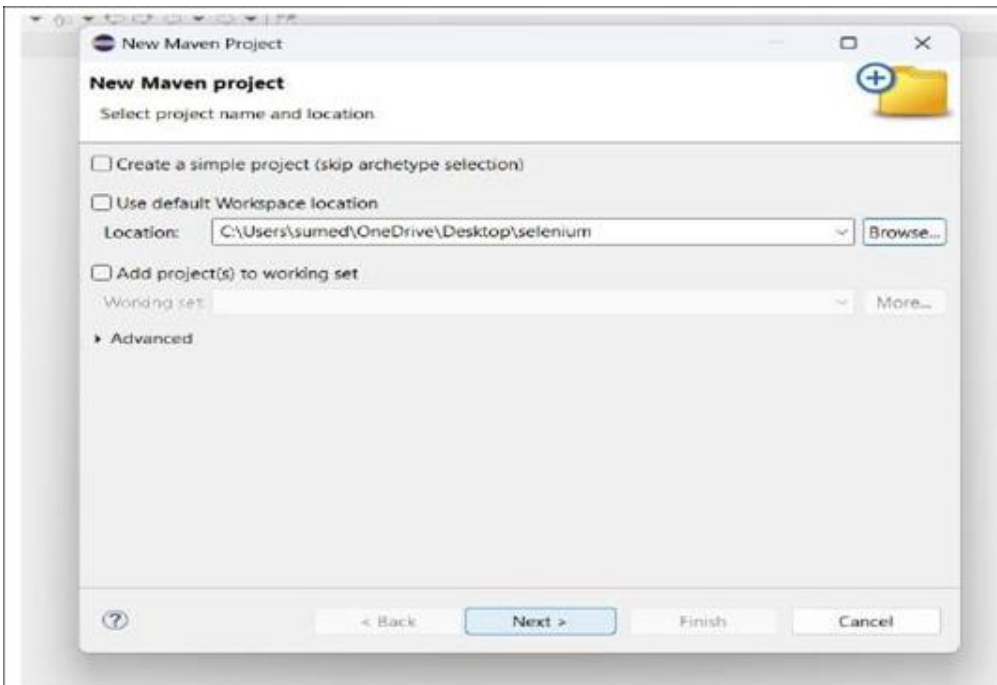 New Maven Project
New Maven project
Select project name and location
Create a simple project (skip archetype selection)
Use default Workspace location
Location: C:\Users\sumed\OneDrive\Desktop\selenium Browse...
Add project(s) to working set
Working set: More...
Advanced
< Back Next > Finish Cancel